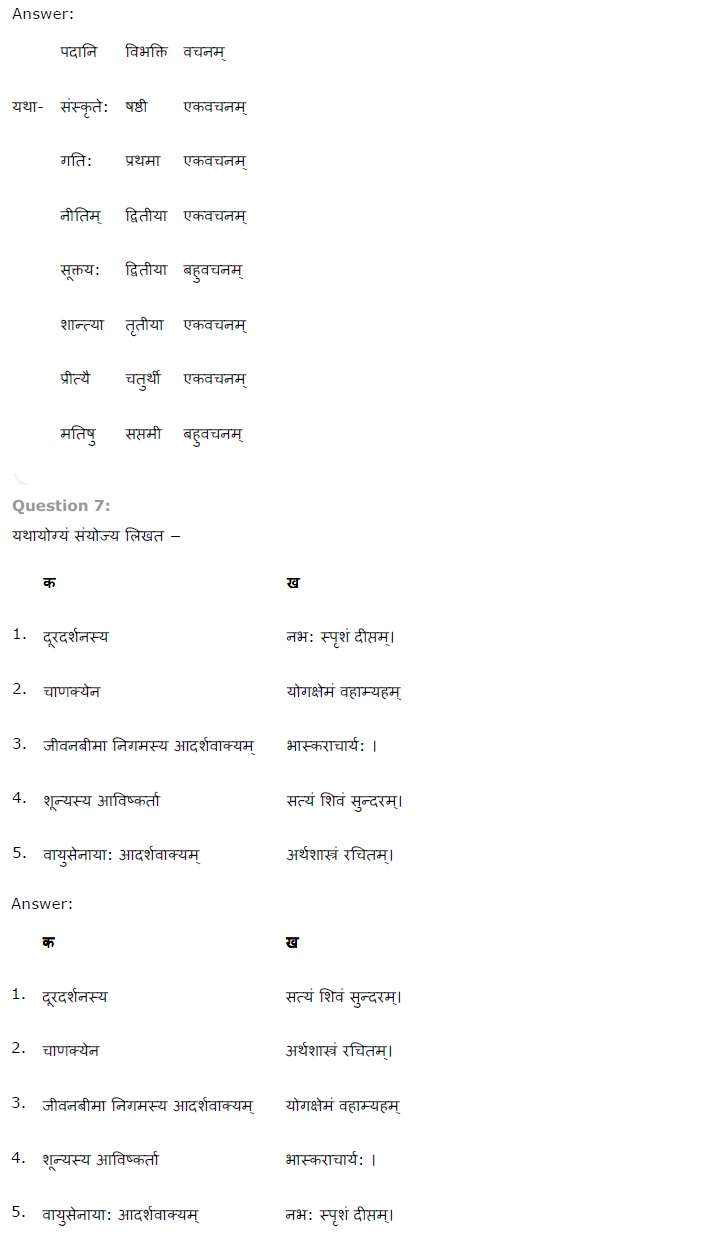 Answer:
पदानि विभक्ति वचनम्
यथा- संस्कृते: षष्ठी एकवचनम्
गति: प्रथमा एकवचनम्
नीतिम् द्वितीया एकवचनम्
सूक्तय: द्वितीया बहुवचनम्
शान्त्या तृतीया एकवचनम्
प्रीत्यै चतुर्थी एकवचनम्
मतिषु सप्तमी बहुवचनम्
Question 7:
यथायोग्यं संयोज्य लिखत –
क ख
1. दूरदर्शनस्य नभ: स्पृशं दीप्तम्।
2. चाणक्येन योगक्षेमं वहाम्यहम्
3. जीवनबीमा निगमस्य आदर्शवाक्यम् भास्कराचार्य: ।
4. शून्यस्य आविष्कर्ता सत्यं शिवं सुन्दरम्।
5. वायुसेनाया: आदर्शवाक्यम् अर्थशास्त्रं रचितम्।
Answer:
क ख
1. दूरदर्शनस्य सत्यं शिवं सुन्दरम्।
2. चाणक्येन अर्थशास्त्रं रचितम्।
3. जीवनबीमा निगमस्य आदर्शवाक्यम् योगक्षेमं वहाम्यहम्
4. शून्यस्य आविष्कर्ता भास्कराचार्य: ।
5. वायुसेनाया: आदर्शवाक्यम् नभ: स्पृशं दीप्तम्।